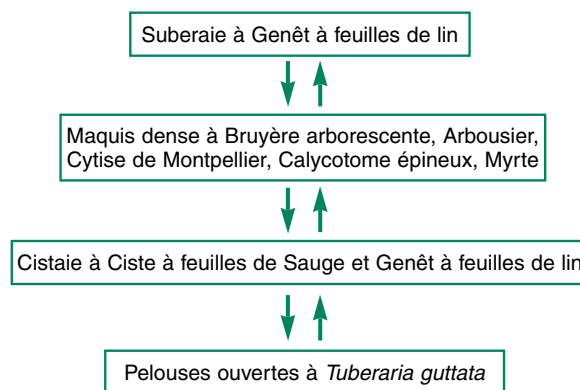 Suberaie à Genêt à feuilles de lin
Maquis dense à Bruyère arborescente, Arbousier,
Cytise de Montpellier, Calycotome épineux, Myrte
Cistaie à Ciste à feuilles de Sauge et Genêt à feuilles de lin
Pelouses ouvertes à Tuberaria guttata